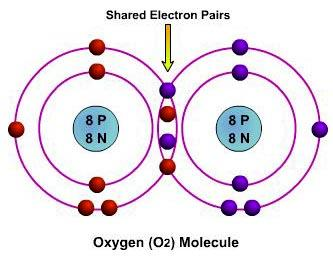 Shared Electron Pairs
8 P
8 N
8 P
8 N
Oxygen (O2) Molecule